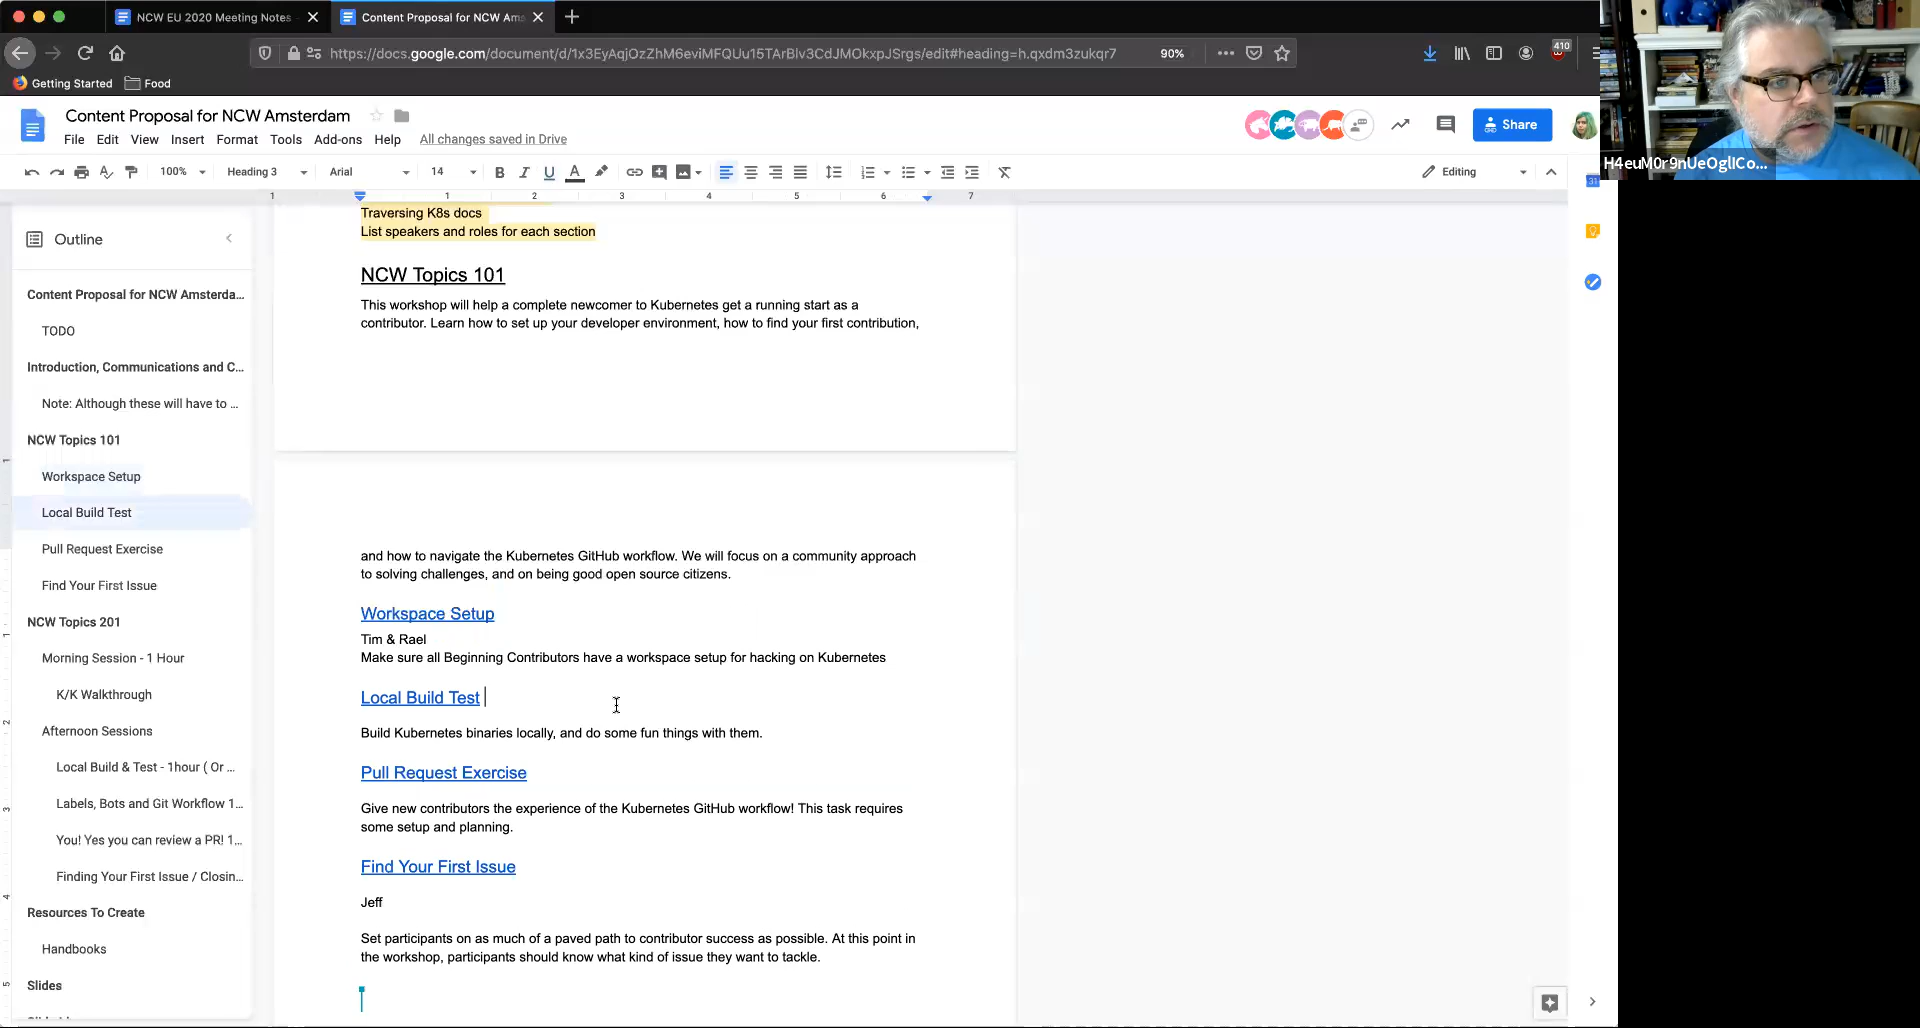 NCW EU 2020 Meeting Notes
Content Proposal for NCW Ams
https://docs.google.com/document/d/1x3EyAqjOzZhM6eviMFQUu15TArBlv3CdJMOkxpJSrgs/edit#heading=h.qxdm3zukqr7
90%
410
Getting Started
Food
Content Proposal for NCW Amsterdam
File Edit View Insert Format Tools Add-ons Help All changes saved in Drive
Share
H4euM0r9nUeOglICo...
100% Heading 3 Arial 14 B I U A Editing
1 1 2 3 4 5 6 7
31
Outline
Content Proposal for NCW Amsterda...
TODO
Introduction, Communications and C...
Note: Although these will have to ...
NCW Topics 101
Workspace Setup
Local Build Test
Pull Request Exercise
Find Your First Issue
NCW Topics 201
Morning Session - 1 Hour
K/K Walkthrough
Afternoon Sessions
Local Build & Test - 1hour ( Or ...
Labels, Bots and Git Workflow 1...
You! Yes you can review a PR! 1...
Finding Your First Issue / Closin...
Resources To Create
Handbooks
Slides
Traversing K8s docs
List speakers and roles for each section
NCW Topics 101
This workshop will help a complete newcomer to Kubernetes get a running start as a
contributor. Learn how to set up your developer environment, how to find your first contribution,
and how to navigate the Kubernetes GitHub workflow. We will focus on a community approach
to solving challenges, and on being good open source citizens.
Workspace Setup
Tim & Rael
Make sure all Beginning Contributors have a workspace setup for hacking on Kubernetes
Local Build Test
Build Kubernetes binaries locally, and do some fun things with them.
Pull Request Exercise
Give new contributors the experience of the Kubernetes GitHub workflow! This task requires
some setup and planning.
Find Your First Issue
Jeff
Set participants on as much of a paved path to contributor success as possible. At this point in
the workshop, participants should know what kind of issue they want to tackle.